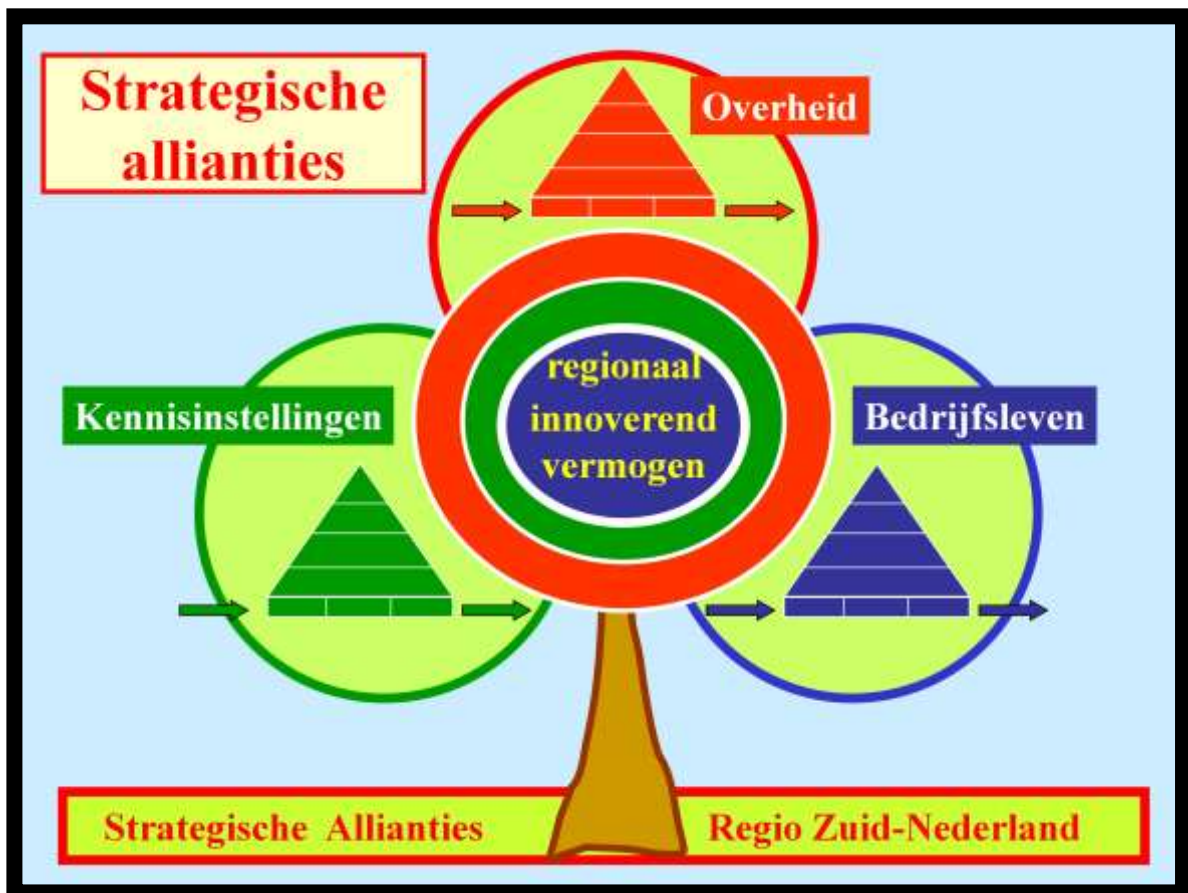 Strategische
allianties
Overheid
Kennisinstellingen
regionaal
innoverend
vermogen
Bedrijfsleven
Strategische Allianties
Regio Zuid-Nederland